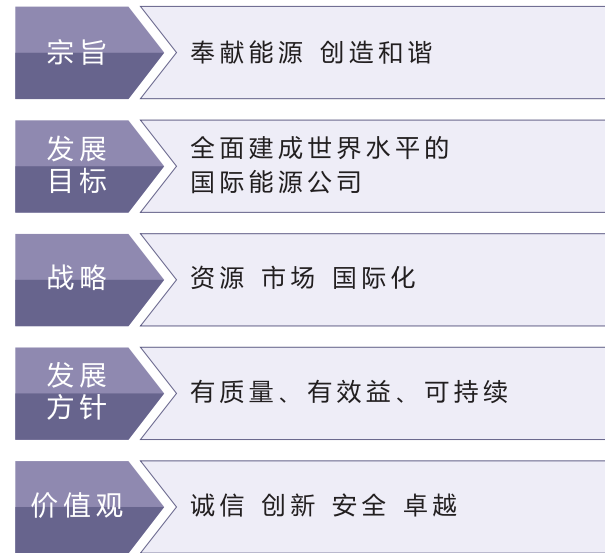 宗旨
奉献能源 创造和谐
发展
目标
全面建成世界水平的
国际能源公司
战略
资源 市场 国际化
发展
方针
有质量、有效益、可持续
价值观
诚信 创新 安全 卓越